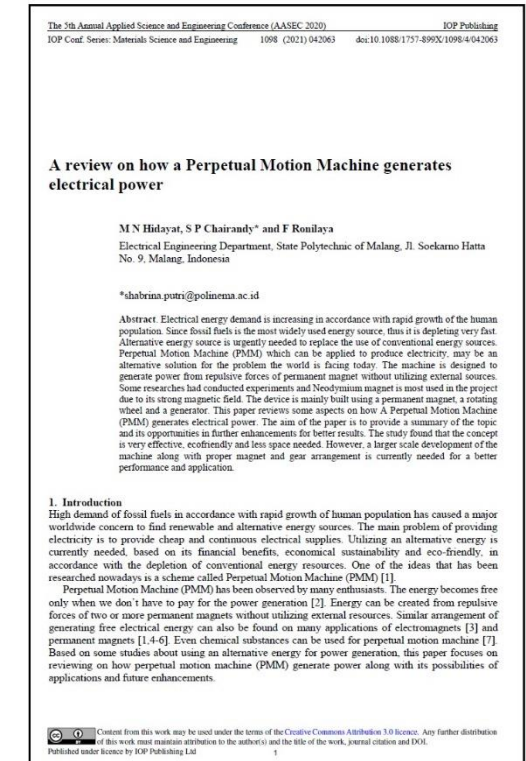 The 5th Annual Applied Science and Engineering Conference (AASEC 2020) IOP Publishing
IOP Conf. Series: Materials Science and Engineering 1098 (2021) 042063 doi:10.1088/1757-899X/1098/4/042063
A review on how a Perpetual Motion Machine generates
electrical power
M N Hidayat, S P Chairandy* and F Ronilaya
Electrical Engineering Department, State Polytechnic of Malang, Jl. Soekarno Hatta
No. 9, Malang, Indonesia
*shabrina.putri@polinema.ac.id
Abstract. Electrical energy demand is increasing in accordance with rapid growth of the human
population. Since fossil fuels is the most widely used energy source, thus it is depleting very fast.
Alternative energy source is urgently needed to replace the use of conventional energy sources.
Perpetual Motion Machine (PMM) which can be applied to produce electricity, may be an
alternative solution for the problem the world is facing today. The machine is designed to
generate power from repulsive forces of permanent magnet without utilizing external sources.
Some researches had conducted experiments and Neodymium magnet is most used in the project
due to its strong magnetic field. The device is mainly built using a permanent magnet, a rotating
wheel and a generator. This paper reviews some aspects on how A Perpetual Motion Machine
(PMM) generates electrical power. The aim of the paper is to provide a summary of the topic
and its opportunities in further enhancements for better results. The study found that the concept
is very effective, ecofriendly and less space needed. However, a larger scale development of the
machine along with proper magnet and gear arrangement is currently needed for a better
performance and application.
1. Introduction
High demand of fossil fuels in accordance with rapid growth of human population has caused a major
worldwide concern to find renewable and alternative energy sources. The main problem of providing
electricity is to provide cheap and continuous electrical supplies. Utilizing an alternative energy is
currently needed, based on its financial benefits, economical sustainability and eco-friendly, in
accordance with the depletion of conventional energy resources. One of the ideas that has been
researched nowadays is a scheme called Perpetual Motion Machine (PMM) [1].
Perpetual Motion Machine (PMM) has been observed by many enthusiasts. The energy becomes free
only when we don't have to pay for the power generation [2]. Energy can be created from repulsive
forces of two or more permanent magnets without utilizing external resources. Similar arrangement of
generating free electrical energy can also be found on many applications of electromagnets [3] and
permanent magnets [1,4-6]. Even chemical substances can be used for perpetual motion machine [7].
Based on some studies about using an alternative energy for power generation, this paper focuses on
reviewing on how perpetual motion machine (PMM) generate power along with its possibilities of
applications and future enhancements.
Content from this work may be used under the terms of the Creative Commons Attribution 3.0 licence. Any further distribution
of this work must maintain attribution to the author(s) and the title of the work, journal citation and DOI.
Published under licence by IOP Publishing Ltd 1